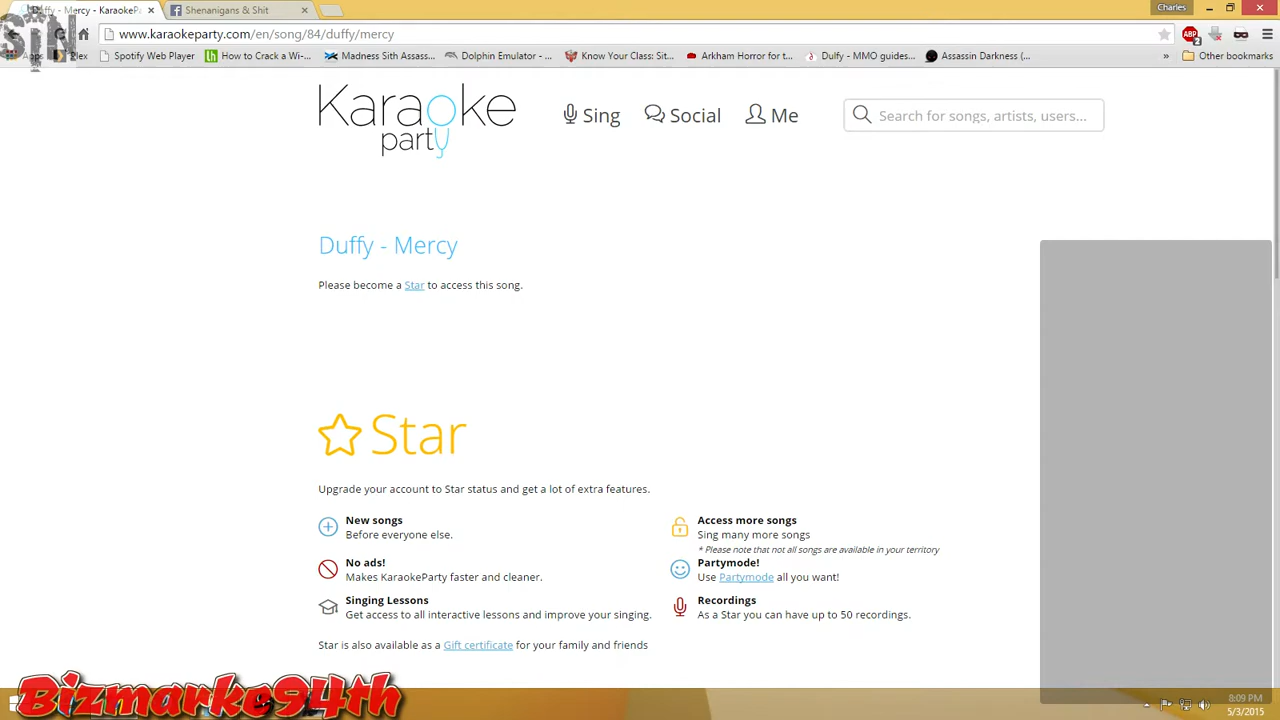 Duffy - Mercy - KaraokePa
Shenanigans & Shit
Charles
www.karaokeparty.com/en/song/84/duffy/mercy
STN
Apps
Plex
Spotify Web Player
How to Crack a Wi-...
Madness Sith Assas...
Dolphin Emulator - ...
Know Your Class: Sit...
Arkham Horror for t...
Duffy - MMO guides...
Assassin Darkness (...
»
Other bookmarks
Karaoke party
Sing
Social
Me
Search for songs, artists, users...
Duffy - Mercy
Please become a Star to access this song.
Star
Upgrade your account to Star status and get a lot of extra features.
New songs
Before everyone else.
Access more songs
Sing many more songs
* Please note that not all songs are available in your territory
No ads!
Makes KaraokeParty faster and cleaner.
Partymode!
Use Partymode all you want!
Singing Lessons
Get access to all interactive lessons and improve your singing.
Recordings
As a Star you can have up to 50 recordings.
Star is also available as a Gift certificate for your family and friends
Bizmarke94th
8:09 PM
5/3/2015